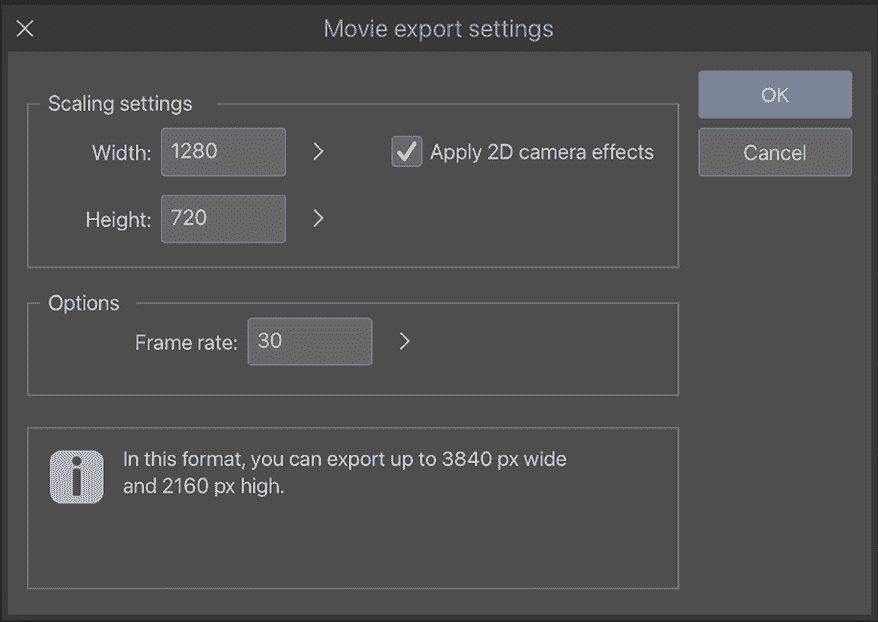 Movie export settings
Scaling settings
OK
Width: 1280
Apply 2D camera effects
Cancel
Height: 720
Options
Frame rate: 30
In this format, you can export up to 3840 px wide
and 2160 px high.